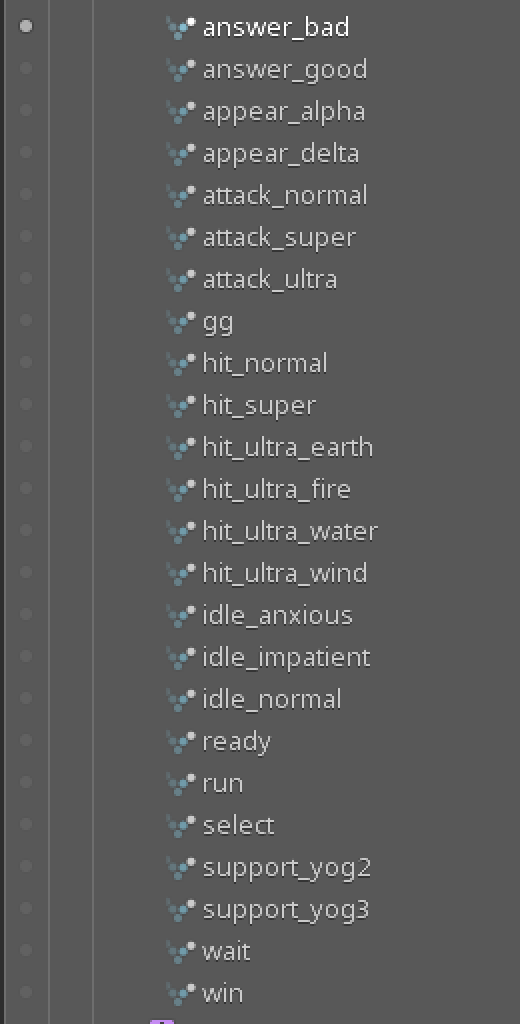 answer_bad
answer_good
appear_alpha
appear_delta
attack_normal
attack_super
attack_ultra
gg
hit_normal
hit_super
hit_ultra_earth
hit_ultra_fire
hit_ultra_water
hit_ultra_wind
idle_anxious
idle_impatient
idle_normal
ready
run
select
support_yog2
support_yog3
wait
win